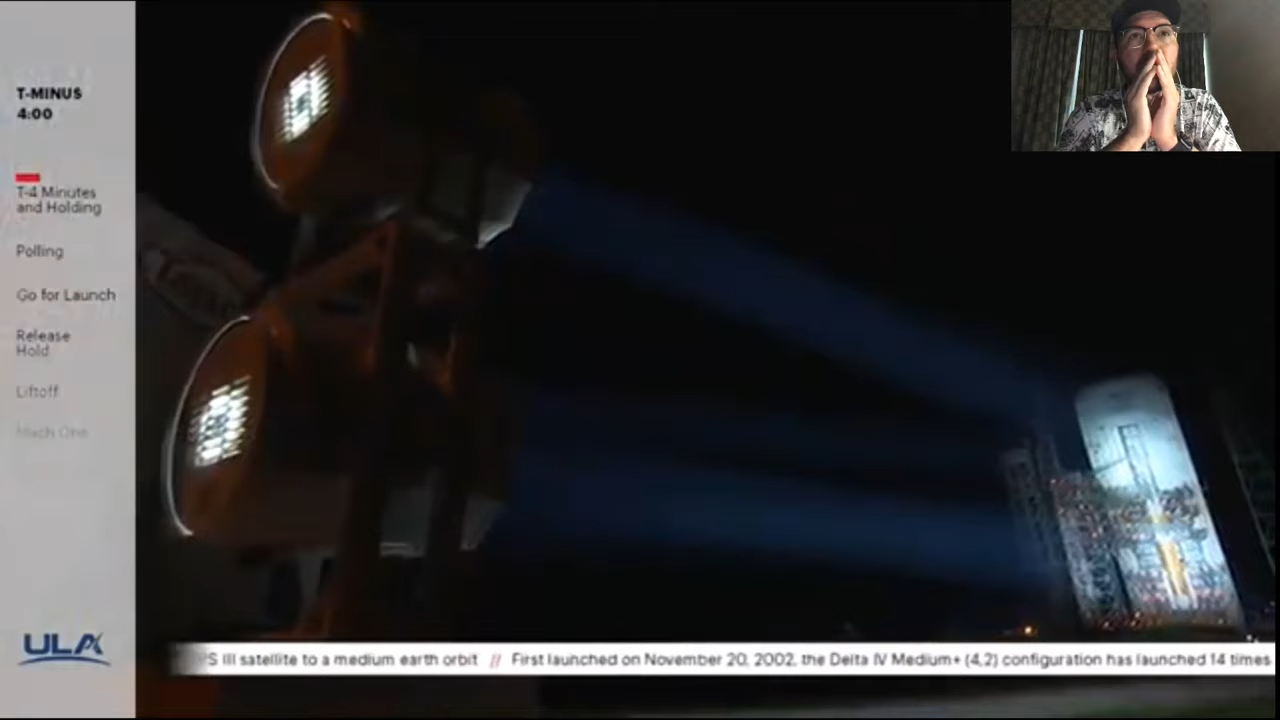 T-MINUS
4:00
T-4 Minutes
and Holding
Polling
Go for Launch
Release
Hold
Liftoff
Mach One
ULA
S III satellite to a medium earth orbit // First launched on November 20, 2002, the Delta IV Medium+ (4,2) configuration has launched 14 times